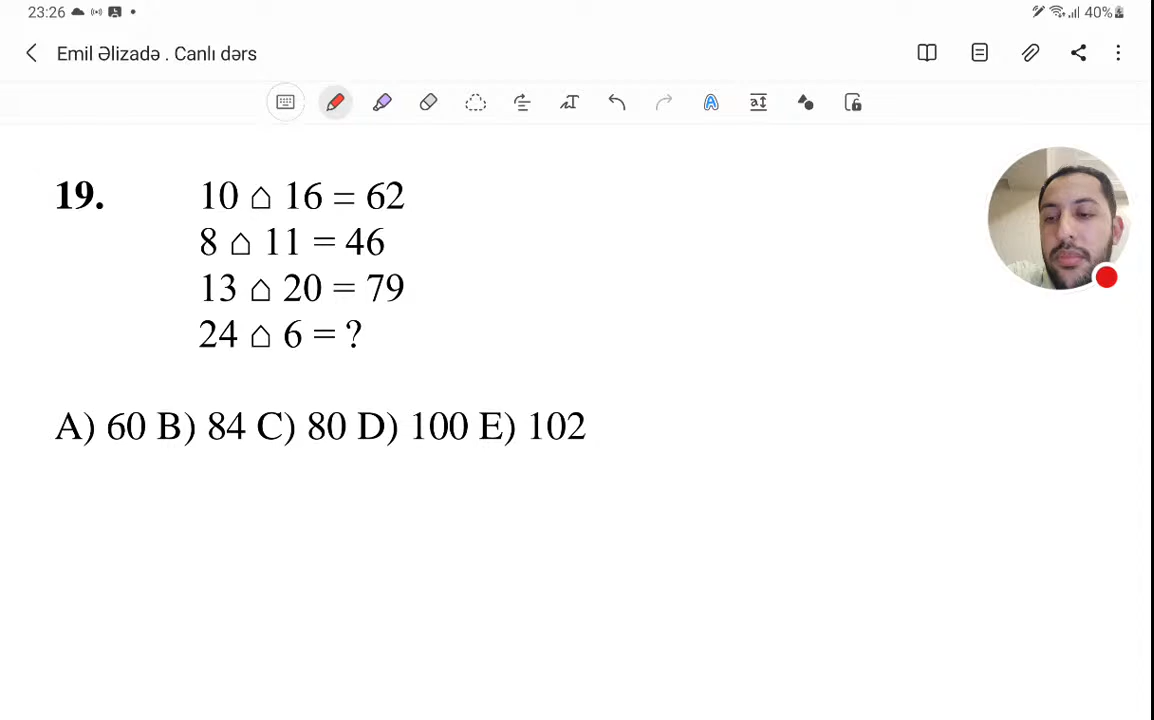 23:26 40%
Emil Əlizadə . Canlı dərs
19. 10 ⌂ 16 = 62
8 ⌂ 11 = 46
13 ⌂ 20 = 79
24 ⌂ 6 = ?
A) 60 B) 84 C) 80 D) 100 E) 102